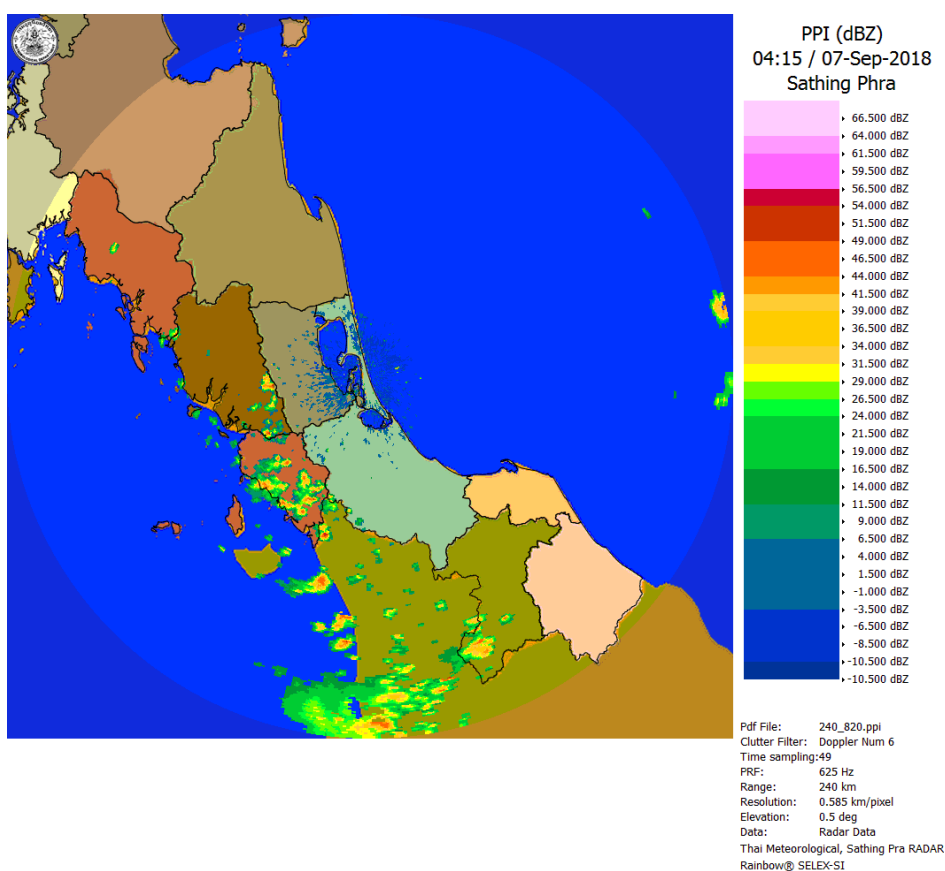 PPI (dBZ)
04:15 / 07-Sep-2018
Sathing Phra
66.500 dBZ
64.000 dBZ
61.500 dBZ
59.500 dBZ
56.500 dBZ
54.000 dBZ
51.500 dBZ
49.000 dBZ
46.500 dBZ
44.000 dBZ
41.500 dBZ
39.000 dBZ
36.500 dBZ
34.000 dBZ
31.500 dBZ
29.000 dBZ
26.500 dBZ
24.000 dBZ
21.500 dBZ
19.000 dBZ
16.500 dBZ
14.000 dBZ
11.500 dBZ
9.000 dBZ
6.500 dBZ
4.000 dBZ
1.500 dBZ
-1.000 dBZ
-3.500 dBZ
-6.500 dBZ
-8.500 dBZ
-10.500 dBZ
-10.500 dBZ
Pdf File: 240_820.ppi
Clutter Filter: Doppler Num 6
Time sampling:49
PRF: 625 Hz
Range: 240 km
Resolution: 0.585 km/pixel
Elevation: 0.5 deg
Data: Radar Data
Thai Meteorological, Sathing Pra RADAR
Rainbow® SELEX-SI